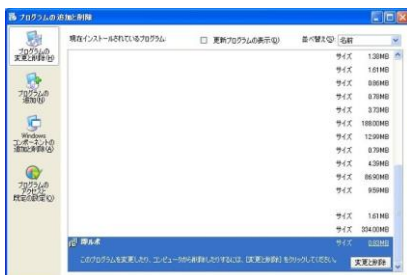 プログラムの追加と削除
現在インストールされているプログラム:
更新プログラムの表示(D)
並べ替え(S): 名前
プログラムの
変更と削除(H)
プログラムの
追加(N)
Windows
コンポーネントの
追加と削除(A)
プログラムの
アクセスと
既定の設定(O)
サイズ 1.38MB
サイズ 1.61MB
サイズ 8.86MB
サイズ 8.78MB
サイズ 3.73MB
サイズ 188.00MB
サイズ 12.99MB
サイズ 8.79MB
サイズ 4.39MB
サイズ 86.90MB
サイズ 9.59MB
サイズ 1.61MB
サイズ 334.00MB
サイズ
このプログラムを変更したり、コンピュータから削除したりするには、[変更と削除] をクリックしてください。
変更と削除